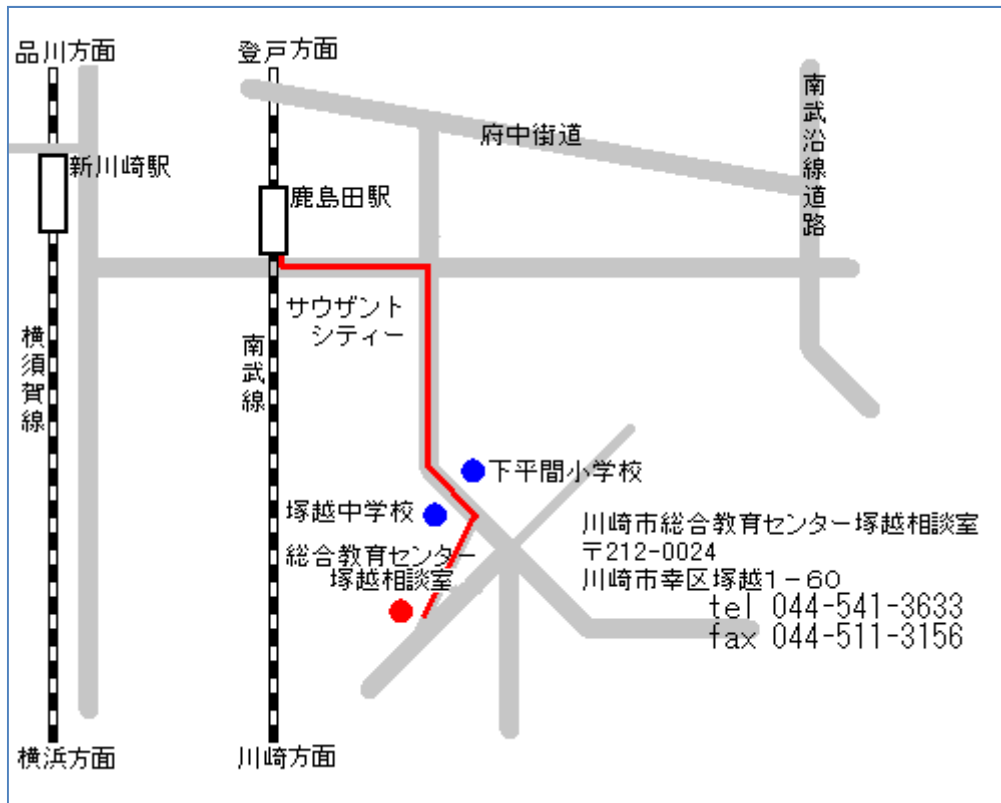 品川方面
登戸方面
南武沿線道路
府中街道
新川崎駅
鹿島田駅
サウザント
シティー
横須賀線
南武線
下平間小学校
塚越中学校
川崎市総合教育センター塚越相談室
〒212-0024
川崎市幸区塚越1-60
tel 044-541-3633
fax 044-511-3156
総合教育センター
塚越相談室
横浜方面
川崎方面